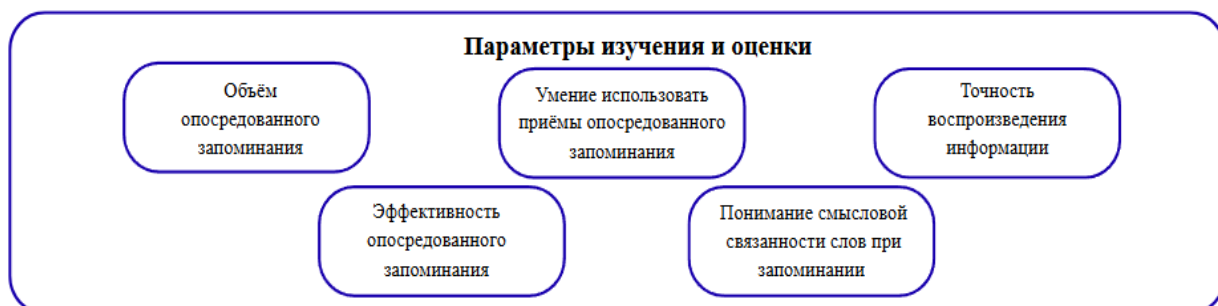 Параметры изучения и оценки
Объём
опосредованного
запоминания
Умение использовать
приёмы опосредованного
запоминания
Точность
воспроизведения
информации
Эффективность
опосредованного
запоминания
Понимание смысловой
связанности слов при
запоминании